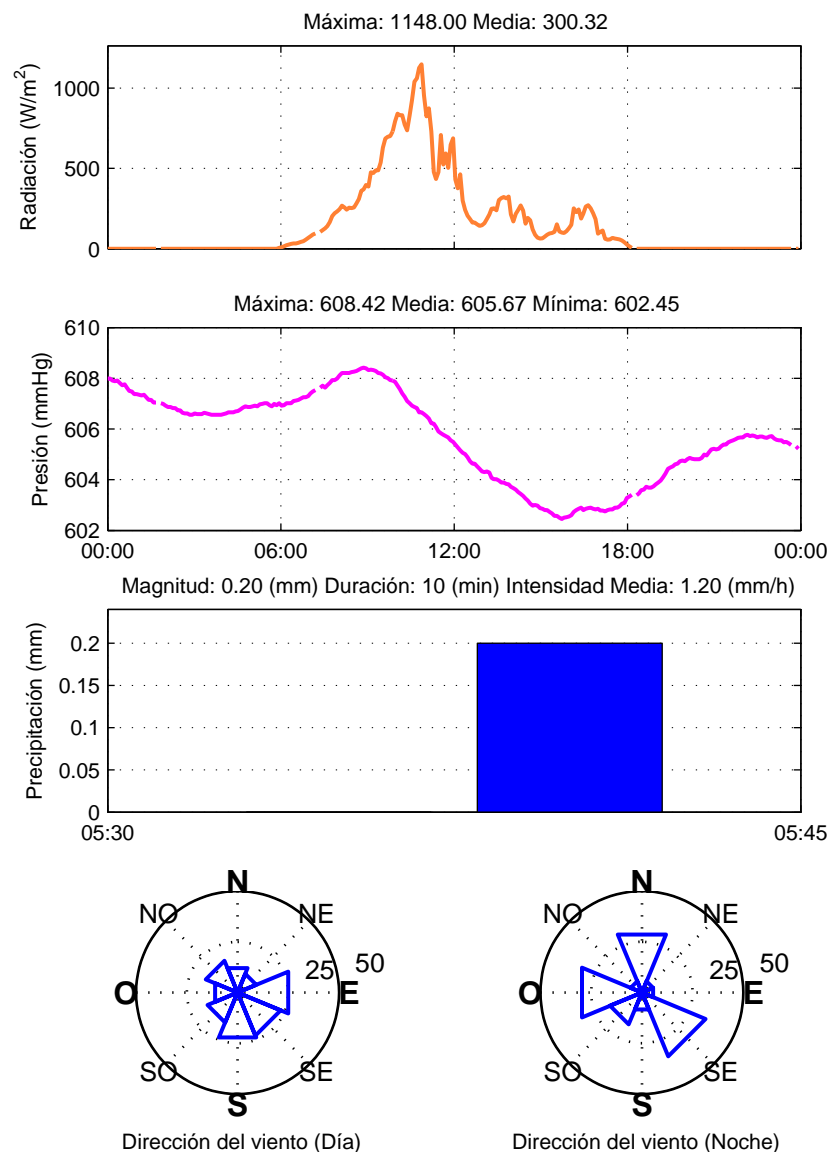 Máxima: 1148.00 Media: 300.32
Radiación (W/m²)
1000
500
0
Máxima: 608.42 Media: 605.67 Mínima: 602.45
Presión (mmHg)
610
608
606
604
602
00:00 06:00 12:00 18:00 00:00
Magnitud: 0.20 (mm) Duración: 10 (min) Intensidad Media: 1.20 (mm/h)
Precipitación (mm)
0.2
0.15
0.1
0.05
0
05:30 05:45
N
NO NE
25 50
O E
SO SE
S
Dirección del viento (Día)
N
NO NE
25 50
O E
SO SE
S
Dirección del viento (Noche)